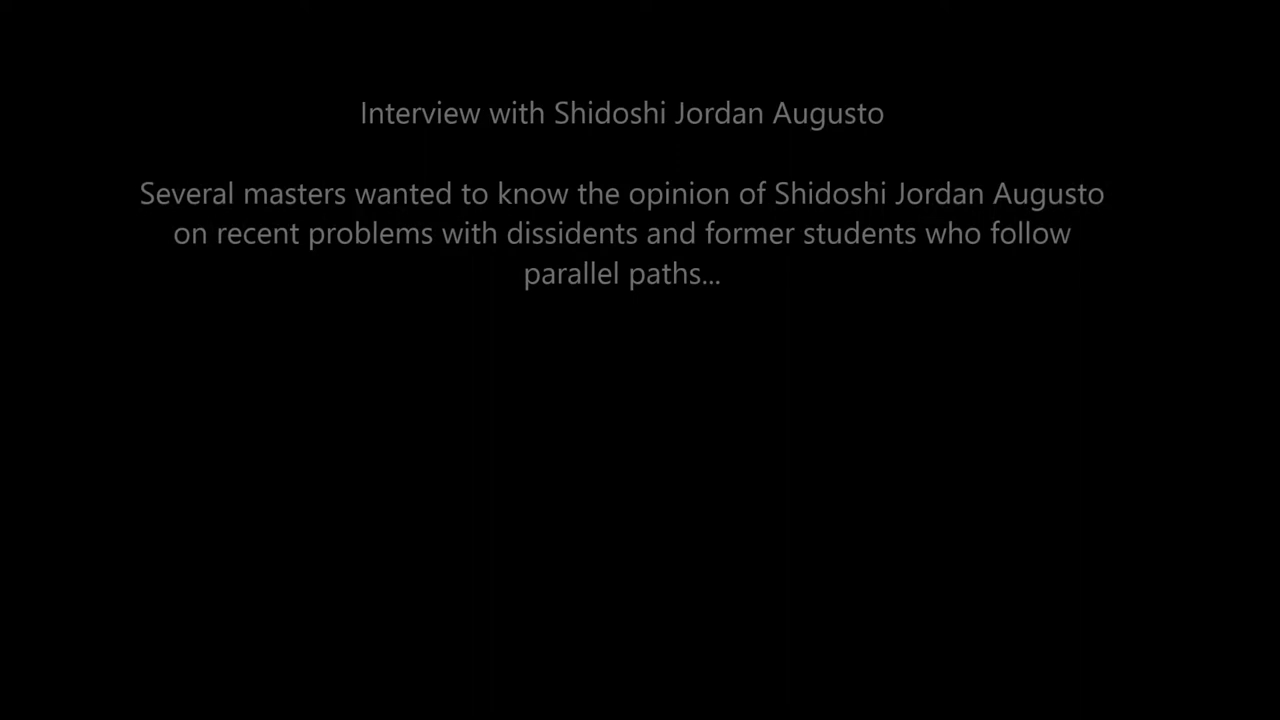 Interview with Shidoshi Jordan Augusto
Several masters wanted to know the opinion of Shidoshi Jordan Augusto
on recent problems with dissidents and former students who follow
parallel paths...